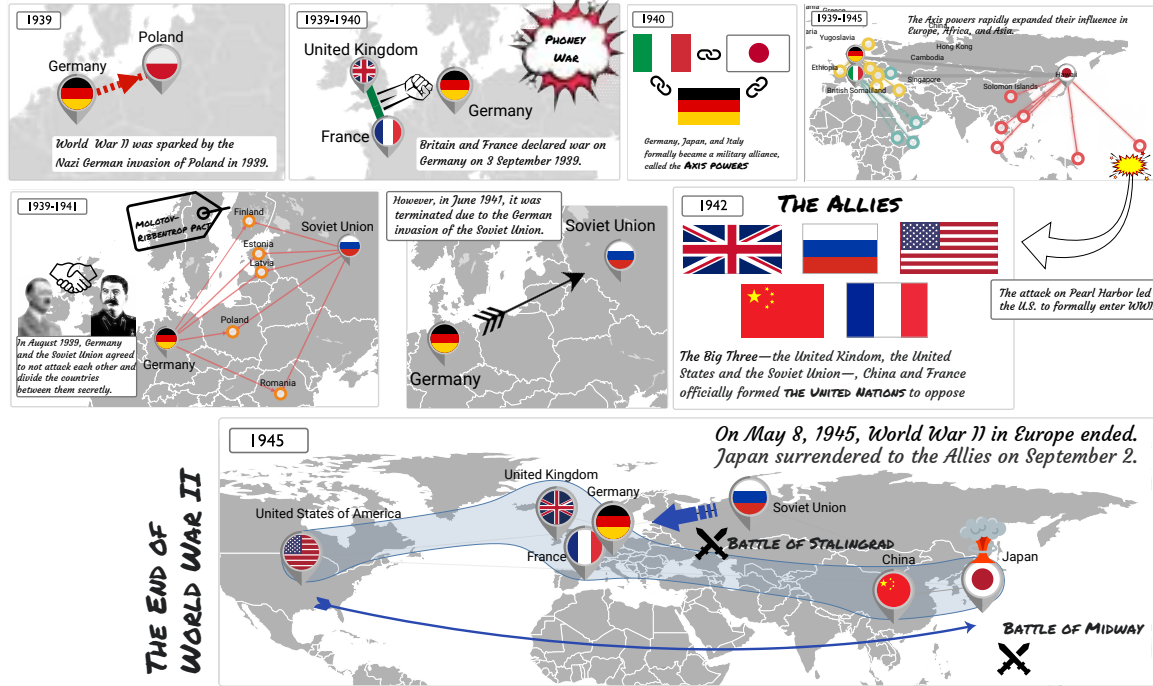 1939
Poland
Germany
World War II was sparked by the
Nazi German invasion of Poland in 1939.
1939-1940
United Kingdom
PHONEY
WAR
Germany
France
Britain and France declared war on
Germany on 3 September 1939.
1940
Germany, Japan, and Italy
formally became a military alliance,
called the AXIS POWERS
Greece
1939-1945
The Axis powers rapidly expanded their influence in
Europe, Africa, and Asia.
China
aria
Yugoslavia
Hong Kong
Cambodia
Ethiopia
Singapore
Hawaii
Solomon Islands
British Somaliland
1939-1941
MOLOTOV-
RIBBENTROP PACT
Finland
Soviet Union
Estonia
Latvia
Poland
Germany
Romania
In August 1939, Germany
and the Soviet Union agreed
to not attack each other and
divide the countries
between them secretly.
However, in June 1941, it was
terminated due to the German
invasion of the Soviet Union.
Soviet Union
Germany
1942
THE ALLIES
The attack on Pearl Harbor led
the U.S. to formally enter WWI
The Big Three—the United Kindom, the United
States and the Soviet Union—, China and France
officially formed THE UNITED NATIONS to oppose
THE END OF
WORLD WAR II
1945
On May 8, 1945, World War II in Europe ended.
Japan surrendered to the Allies on September 2.
United Kingdom
Germany
United States of America
Soviet Union
BATTLE OF STALINGRAD
France
China
Japan
BATTLE OF MIDWAY